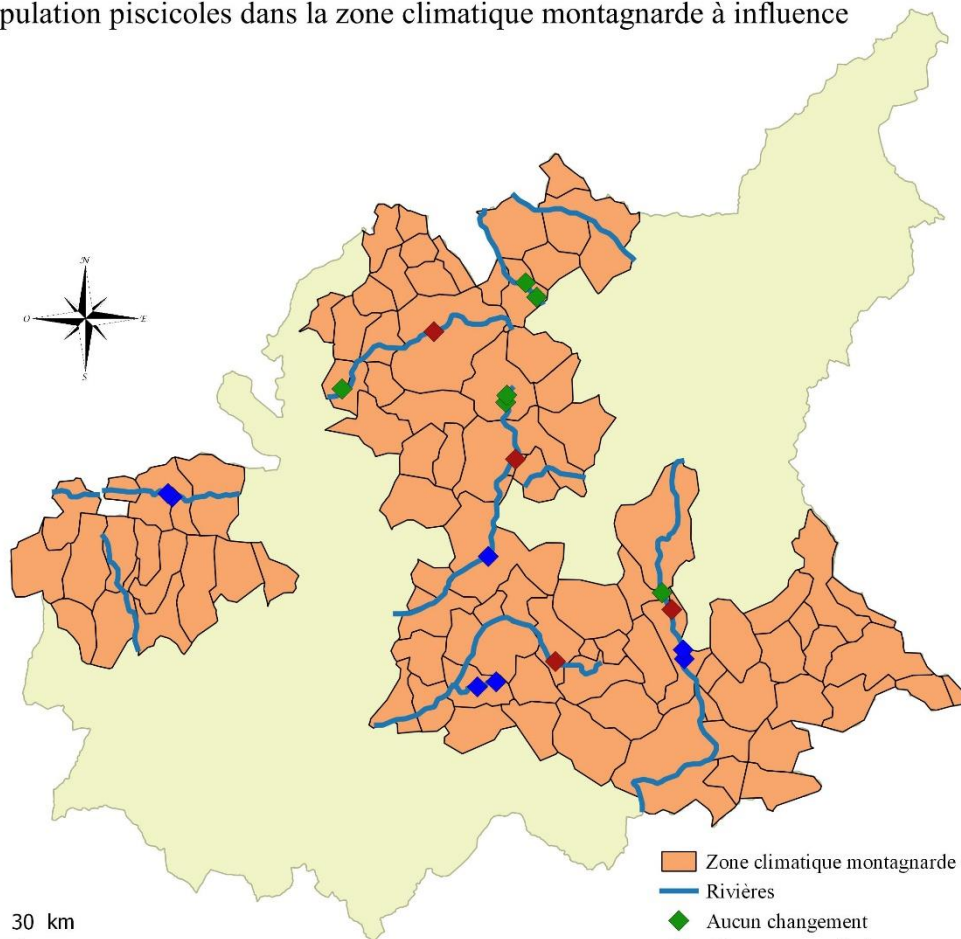 pulation piscicoles dans la zone climatique montagnarde à influence
N
O
E
S
Zone climatique montagnarde
Rivières
Aucun changement
30 km